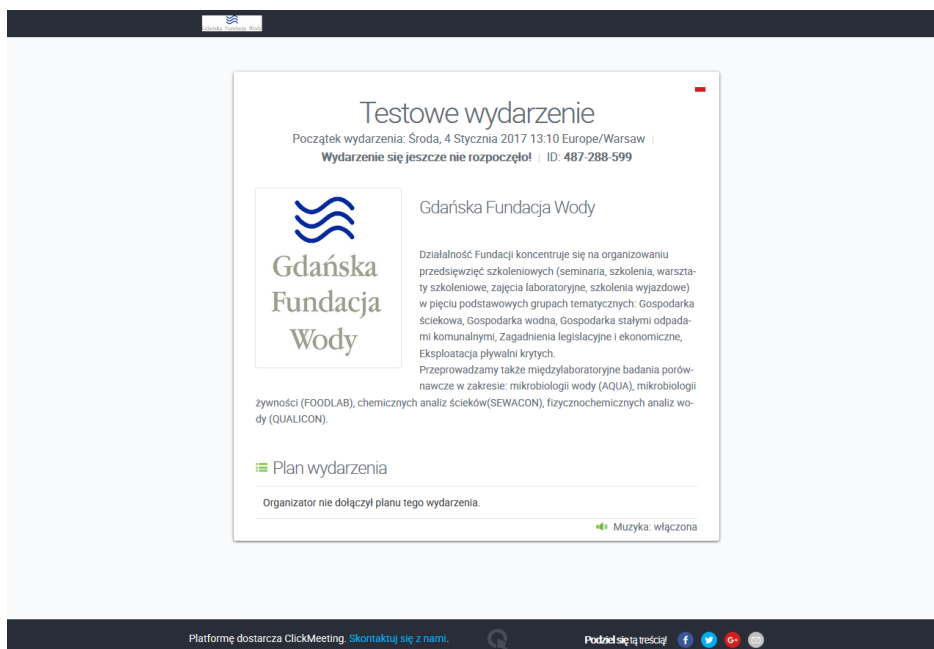 Gdańska Fundacja Wody
Testowe wydarzenie
Początek wydarzenia: Środa, 4 Stycznia 2017 13:10 Europe/Warsaw |
Wydarzenie się jeszcze nie rozpoczęło! | ID: 487-288-599
Gdańska
Fundacja
Wody
Gdańska Fundacja Wody
Działalność Fundacji koncentruje się na organizowaniu
przedsięwzięć szkoleniowych (seminaria, szkolenia, warszta-
ty szkoleniowe, zajęcia laboratoryjne, szkolenia wyjazdowe)
w pięciu podstawowych grupach tematycznych: Gospodarka
ściekowa, Gospodarka wodna, Gospodarka stałymi odpada-
mi komunalnymi, Zagadnienia legislacyjne i ekonomiczne,
Eksploatacja pływalni krytych.
Przeprowadzamy także międzylaboratoryjne badania porów-
nawcze w zakresie: mikrobiologii wody (AQUA), mikrobiologii
żywności (FOODLAB), chemicznych analiz ścieków(SEWACON), fizycznochemicznych analiz wo-
dy (QUALICON).
Plan wydarzenia
Organizator nie dołączył planu tego wydarzenia.
Muzyka: włączona
Platformę dostarcza ClickMeeting. Skontaktuj się z nami.
Podziel się tą treścią!